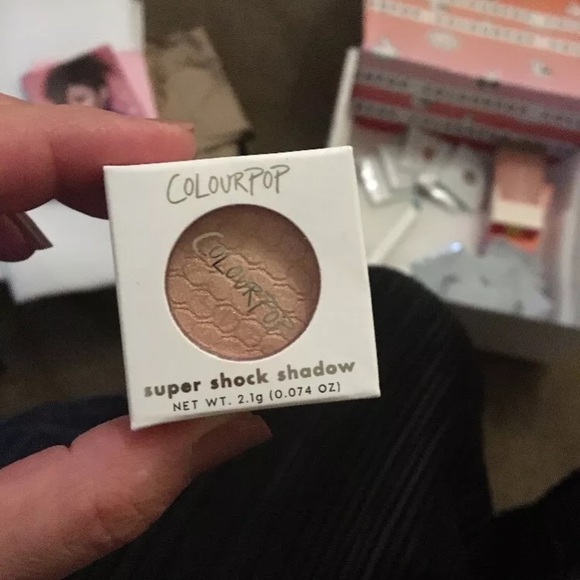 COLOURPOP
COLOURPOP
super shock shadow
NET WT. 2.1g (0.074 OZ)